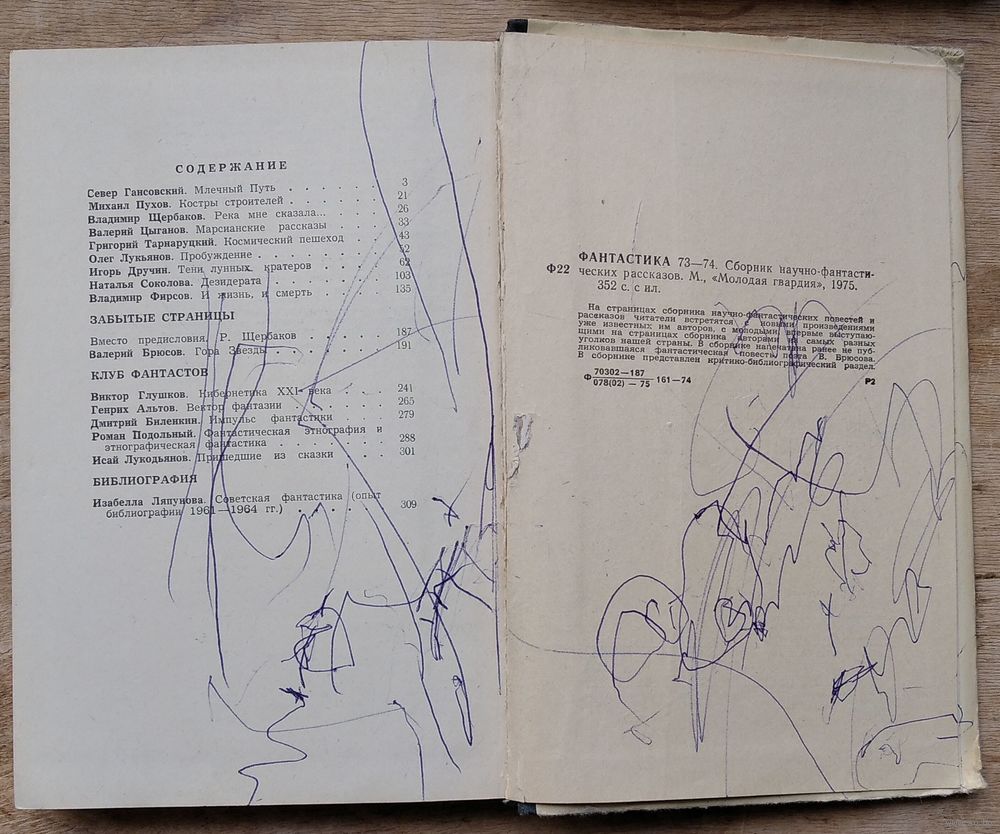 СОДЕРЖАНИЕ
Север Гансовский. Млечный Путь . . . . . . 3
Михаил Пухов. Костры строителей . . . . . . 21
Владимир Щербаков. Река мне сказала... . . . . 26
Валерий Цыганов. Марсианские рассказы . . . . 33
Григорий Тарнаруцкий. Космический пешеход . . 43
Олег Лукьянов. Пробуждение . . . . . . . 52
Игорь Дручин. Тени лунных кратеров . . . . . 62
Наталья Соколова. Дезидерата . . . . . . . 103
Владимир Фирсов. И жизнь, и смерть . . . . . 135
ЗАБЫТЫЕ СТРАНИЦЫ
Вместо предисловия. Р. Щербаков . . . . . 187
Валерий Брюсов. Гора Звезды . . . . . . . 191
КЛУБ ФАНТАСТОВ
Виктор Глушков. Кибернетика XXI века . . . . 241
Генрих Альтов. Вектор фантазии . . . . . . 265
Дмитрий Биленкин. Импульс фантастики . . . . 279
Роман Подольный. Фантастическая этнография и
этнографическая фантастика . . . . . . . 288
Исай Лукодьянов. Пришедшие из сказки . . . 301
БИБЛИОГРАФИЯ
Изабелла Ляпунова. Советская фантастика (опыт
библиографии 1961—1964 гг.) . . . . . . 309
ФАНТАСТИКА 73—74. Сборник научно-фантасти-
Ф22 ческих рассказов. М., «Молодая гвардия», 1975.
352 с. с ил.
На страницах сборника научно-фантастических повестей и
рассказов читатели встретятся с новыми произведениями
уже известных им авторов, с молодыми, впервые выступаю-
щими на страницах сборника авторами из самых разных
уголков нашей страны. В сборнике напечатана ранее не пуб-
ликовавшаяся фантастическая повесть поэта В. Брюсова.
В сборнике представлен критико-библиографический раздел.
Ф 70302—187
078(02) — 75 161—74
Р2